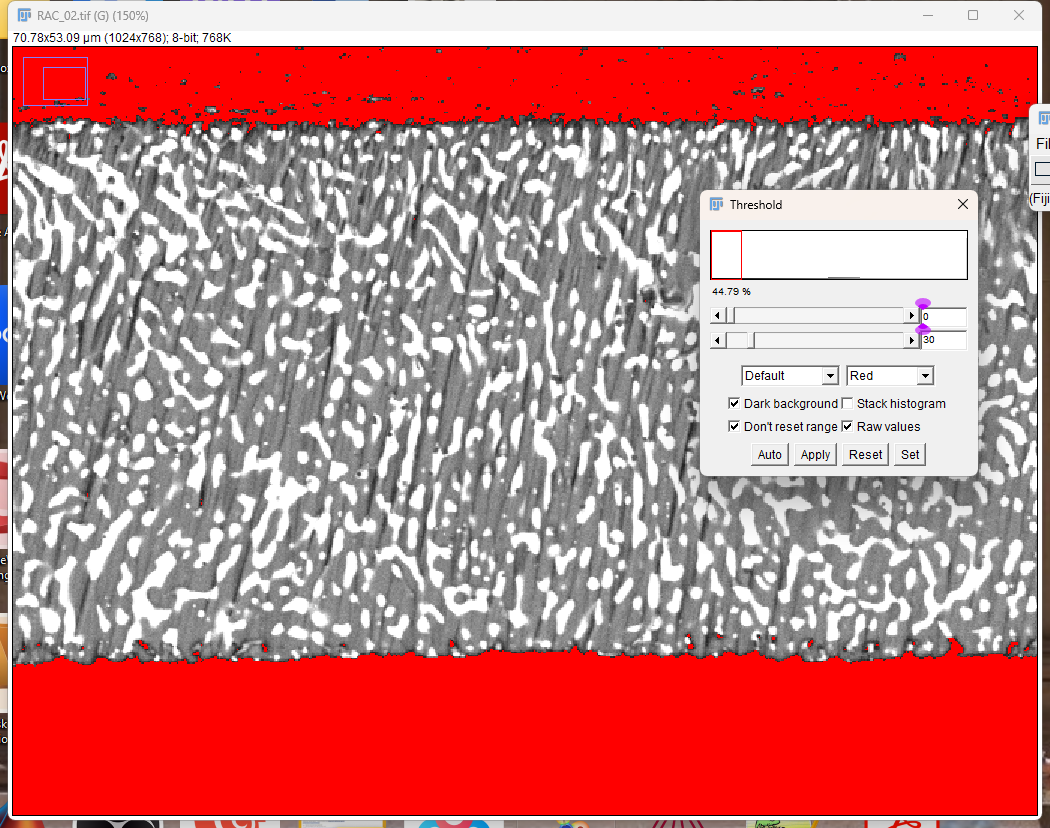 RAC_02.tif (G) (150%)
70.78x53.09 µm (1024x768); 8-bit; 768K
Fil
(Fiji
Threshold
44.79 %
0
30
Default Red
Dark background Stack histogram
Don't reset range Raw values
Auto Apply Reset Set